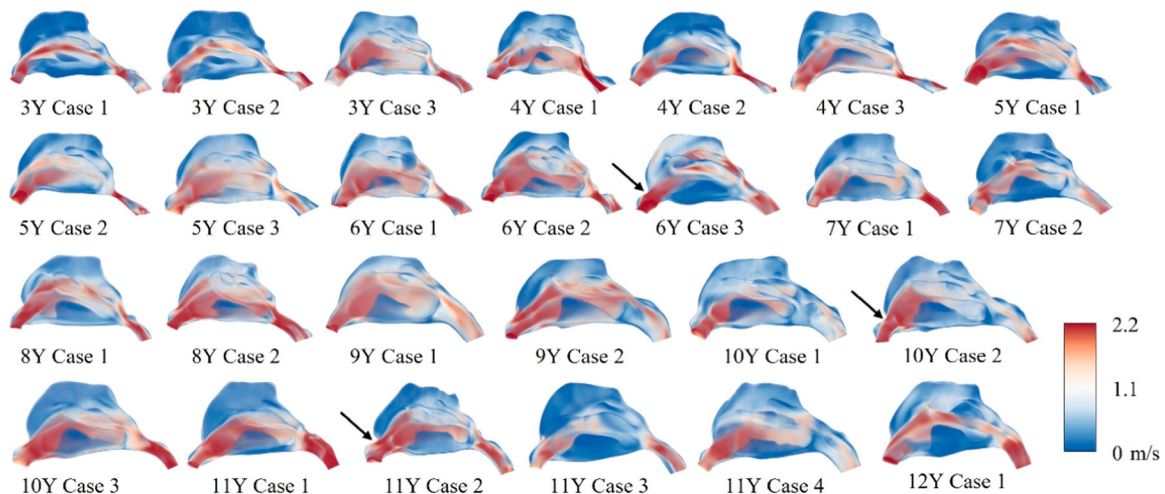 3Y Case 1 3Y Case 2 3Y Case 3 4Y Case 1 4Y Case 2 4Y Case 3 5Y Case 1
5Y Case 2 5Y Case 3 6Y Case 1 6Y Case 2 6Y Case 3 7Y Case 1 7Y Case 2
8Y Case 1 8Y Case 2 9Y Case 1 9Y Case 2 10Y Case 1 10Y Case 2
2.2
1.1
0 m/s
10Y Case 3 11Y Case 1 11Y Case 2 11Y Case 3 11Y Case 4 12Y Case 1